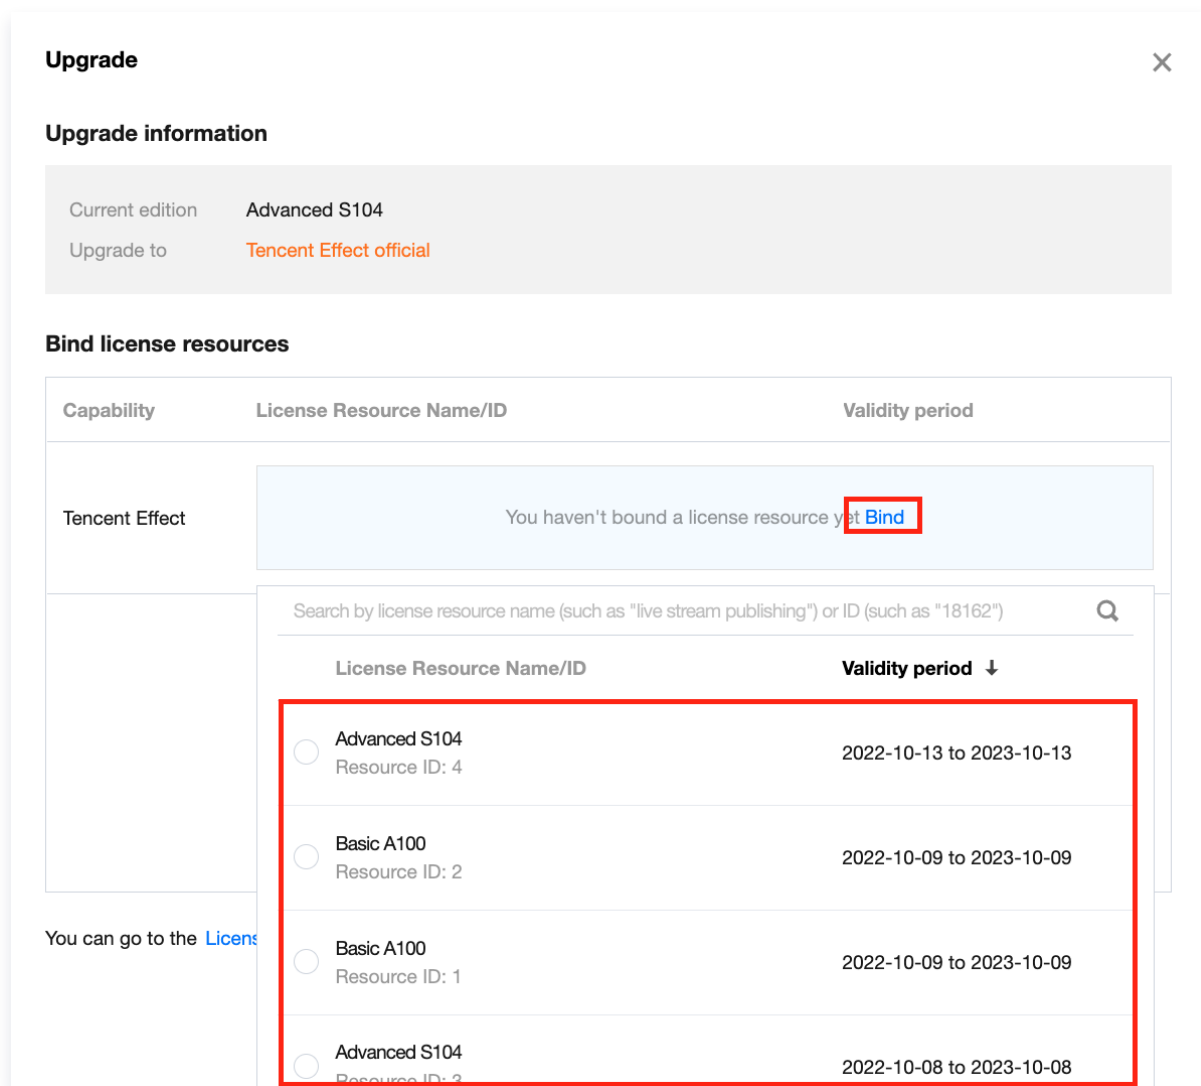 Upgrade
Upgrade information
Current edition Advanced S104
Upgrade to Tencent Effect official
Bind license resources
Capability License Resource Name/ID Validity period
Tencent Effect You haven't bound a license resource yet Bind
Search by license resource name (such as "live stream publishing") or ID (such as "18162")
License Resource Name/ID Validity period ↓
Advanced S104
Resource ID: 4
2022-10-13 to 2023-10-13
Basic A100
Resource ID: 2
2022-10-09 to 2023-10-09
You can go to the Licens
Basic A100
Resource ID: 1
2022-10-09 to 2023-10-09
Advanced S104
Resource ID: 3
2022-10-08 to 2023-10-08